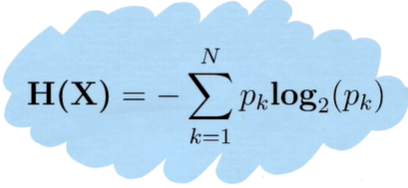 H(X) = − ∑_{k=1}^{N} p_k log_2(p_k)